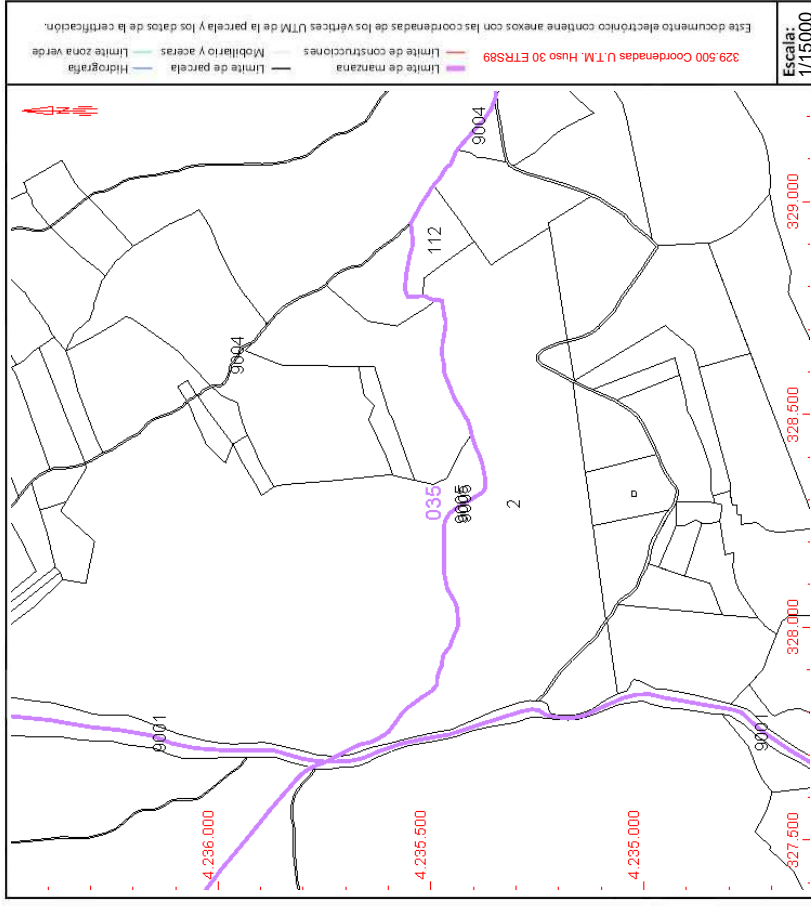 Este documento electrónico contiene anexos con las coordenadas de los vértices UTM de la parcela y los datos de la certificación.
329.500 Coordenadas U.T.M. Huso 30 ETRS89
Límite de manzana
Límite de construcciones
Límite de parcela
Mobiliario y aceras
Hidrografía
Límite zona verde
Escala:
1/15000
9004
112
9004
035
9005
2
9001
9001
329.000
328.500
328.000
327.500
4.236.000
4.235.500
4.235.000